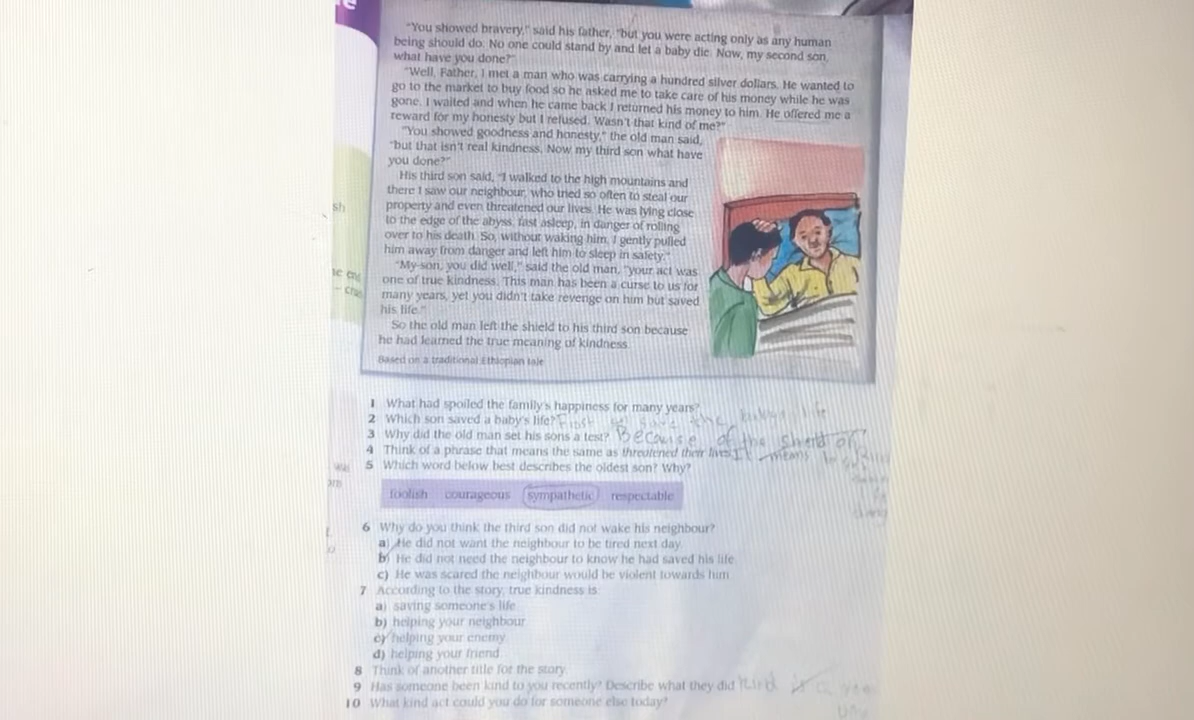 "You showed bravery," said his father, "but you were acting only as any human
being should do. No one could stand by and let a baby die. Now, my second son,
what have you done?"
"Well, Father, I met a man who was carrying a hundred silver dollars. He wanted to
go to the market to buy food so he asked me to take care of his money while he was
gone. I waited and when he came back I returned his money to him. He offered me a
reward for my honesty but I refused. Wasn't that kind of me?"
"You showed goodness and honesty," the old man said,
"but that isn't real kindness. Now my third son what have
you done?"
His third son said, "I walked to the high mountains and
there I saw our neighbour, who tried so often to steal our
property and even threatened our lives. He was lying close
to the edge of the abyss, fast asleep, in danger of rolling
over to his death. So, without waking him, I gently pulled
him away from danger and left him to sleep in safety."
"My son, you did well," said the old man, "your act was
one of true kindness. This man has been a curse to us for
many years, yet you didn't take revenge on him but saved
his life."
So the old man left the shield to his third son because
he had learned the true meaning of kindness.
Based on a traditional Ethiopian tale
sh
1 What had spoiled the family's happiness for many years?
2 Which son saved a baby's life? First the baby life
3 Why did the old man set his sons a test? Because of the
4 Think of a phrase that means the same as threatened their lives. It means
5 Which word below best describes the oldest son? Why?
foolish courageous sympathetic respectable
6 Why do you think the third son did not wake his neighbour?
a) He did not want the neighbour to be tired next day.
b) He did not need the neighbour to know he had saved his life.
c) He was scared the neighbour would be violent towards him.
7 According to the story, true kindness is:
a) saving someone's life
b) helping your neighbour
c) helping your enemy
d) helping your friend
8 Think of another title for the story.
9 Has someone been kind to you recently? Describe what they did
10 What kind act could you do for someone else today?